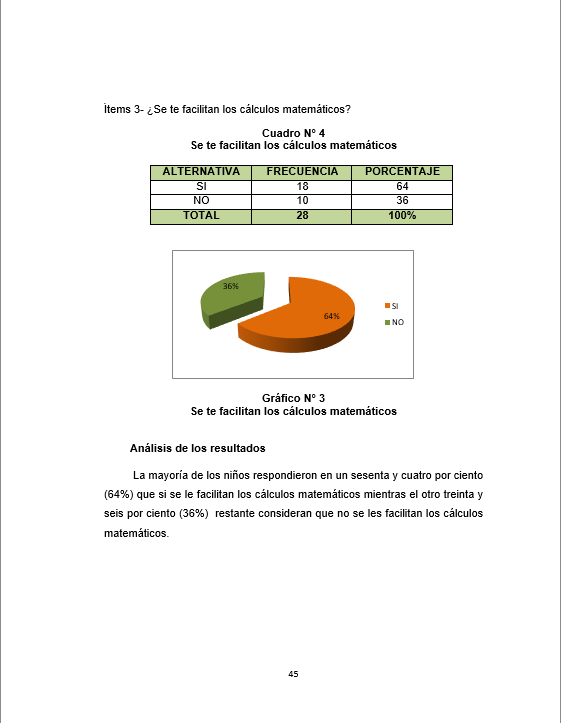 Ítems 3- ¿Se te facilitan los cálculos matemáticos?
Cuadro N° 4
Se te facilitan los cálculos matemáticos
ALTERNATIVA FRECUENCIA PORCENTAJE
SI 18 64
NO 10 36
TOTAL 28 100%
36%
64%
SI
NO
Gráfico N° 3
Se te facilitan los cálculos matemáticos
Análisis de los resultados
La mayoría de los niños respondieron en un sesenta y cuatro por ciento
(64%) que si se le facilitan los cálculos matemáticos mientras el otro treinta y
seis por ciento (36%) restante consideran que no se les facilitan los cálculos
matemáticos.
45